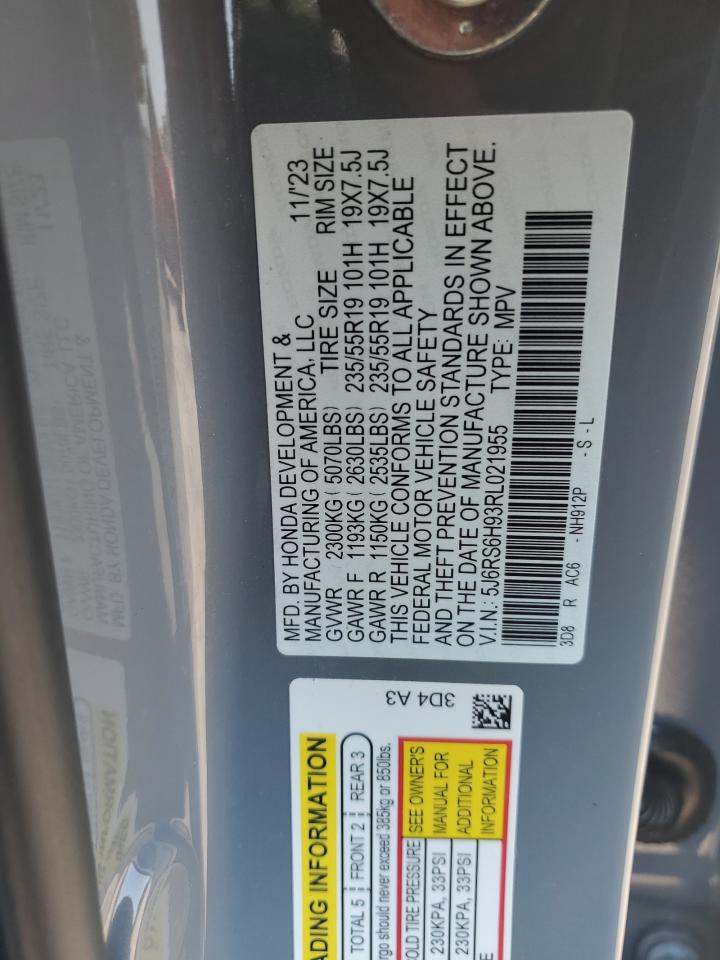 MFD. BY HONDA DEVELOPMENT &
MANUFACTURING OF AMERICA, LLC 11/'23
GVWR 2300KG ( 5070LBS) TIRE SIZE RIM SIZE
GAWR F 1193KG ( 2630LBS) 235/55R19 101H 19X7.5J
GAWR R 1150KG ( 2535LBS) 235/55R19 101H 19X7.5J
THIS VEHICLE CONFORMS TO ALL APPLICABLE
FEDERAL MOTOR VEHICLE SAFETY
AND THEFT PREVENTION STANDARDS IN EFFECT
ON THE DATE OF MANUFACTURE SHOWN ABOVE.
V.I.N.: 5J6RS6H93RL021955 TYPE: MPV
3D8 R AC6 - NH912P - S - L
ADING INFORMATION
TOTAL 5 FRONT 2 REAR 3
rgo should never exceed 385kg or 850lbs.
OLD TIRE PRESSURE
230KPA, 33PSI
230KPA, 33PSI
SEE OWNER'S
MANUAL FOR
ADDITIONAL
INFORMATION
3D4 A3